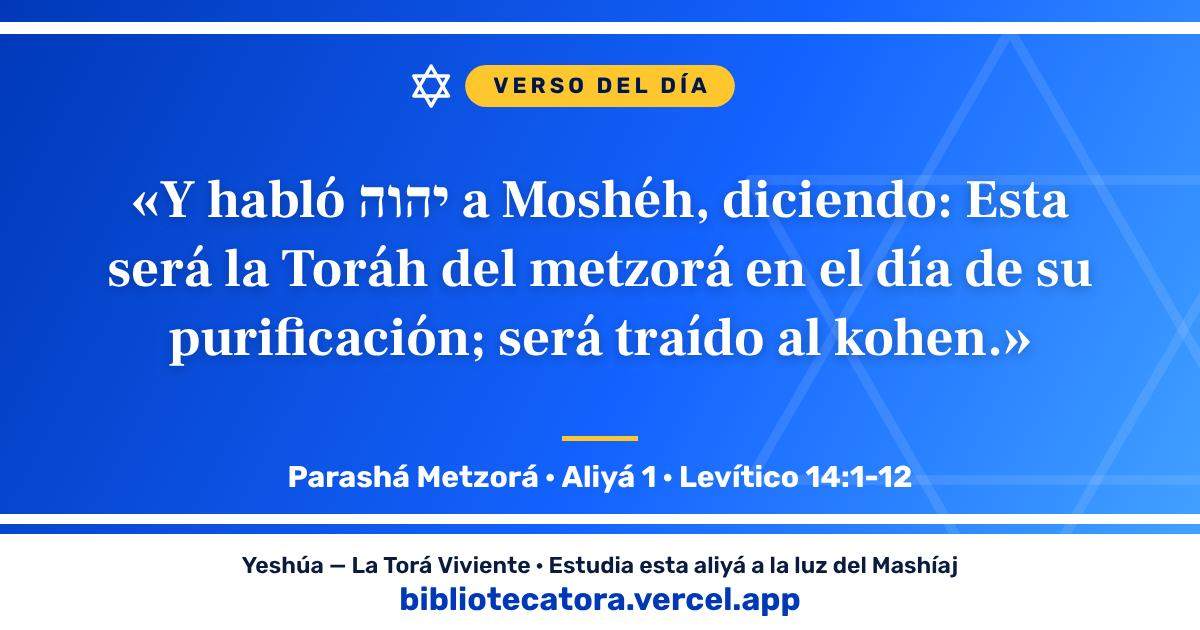 VERSO DEL DÍA
«Y habló יהוה a Moshéh, diciendo: Esta
será la Toráh del metzorá en el día de su
purificación; será traído al kohen.»
Parashá Metzorá • Aliyá 1 • Levítico 14:1-12
Yeshúa — La Torá Viviente • Estudia esta aliyá a la luz del Mashíaj
bibliotecatora.vercel.app